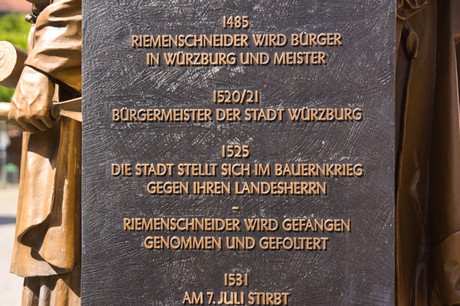 1485
RIEMENSCHNEIDER WIRD BÜRGER
IN WÜRZBURG UND MEISTER
1520/21
BÜRGERMEISTER DER STADT WÜRZBURG
1525
DIE STADT STELLT SICH IM BAUERNKRIEG
GEGEN IHREN LANDESHERRN
–
RIEMENSCHNEIDER WIRD GEFANGEN
GENOMMEN UND GEFOLTERT
1531
AM 7. JULI STIRBT